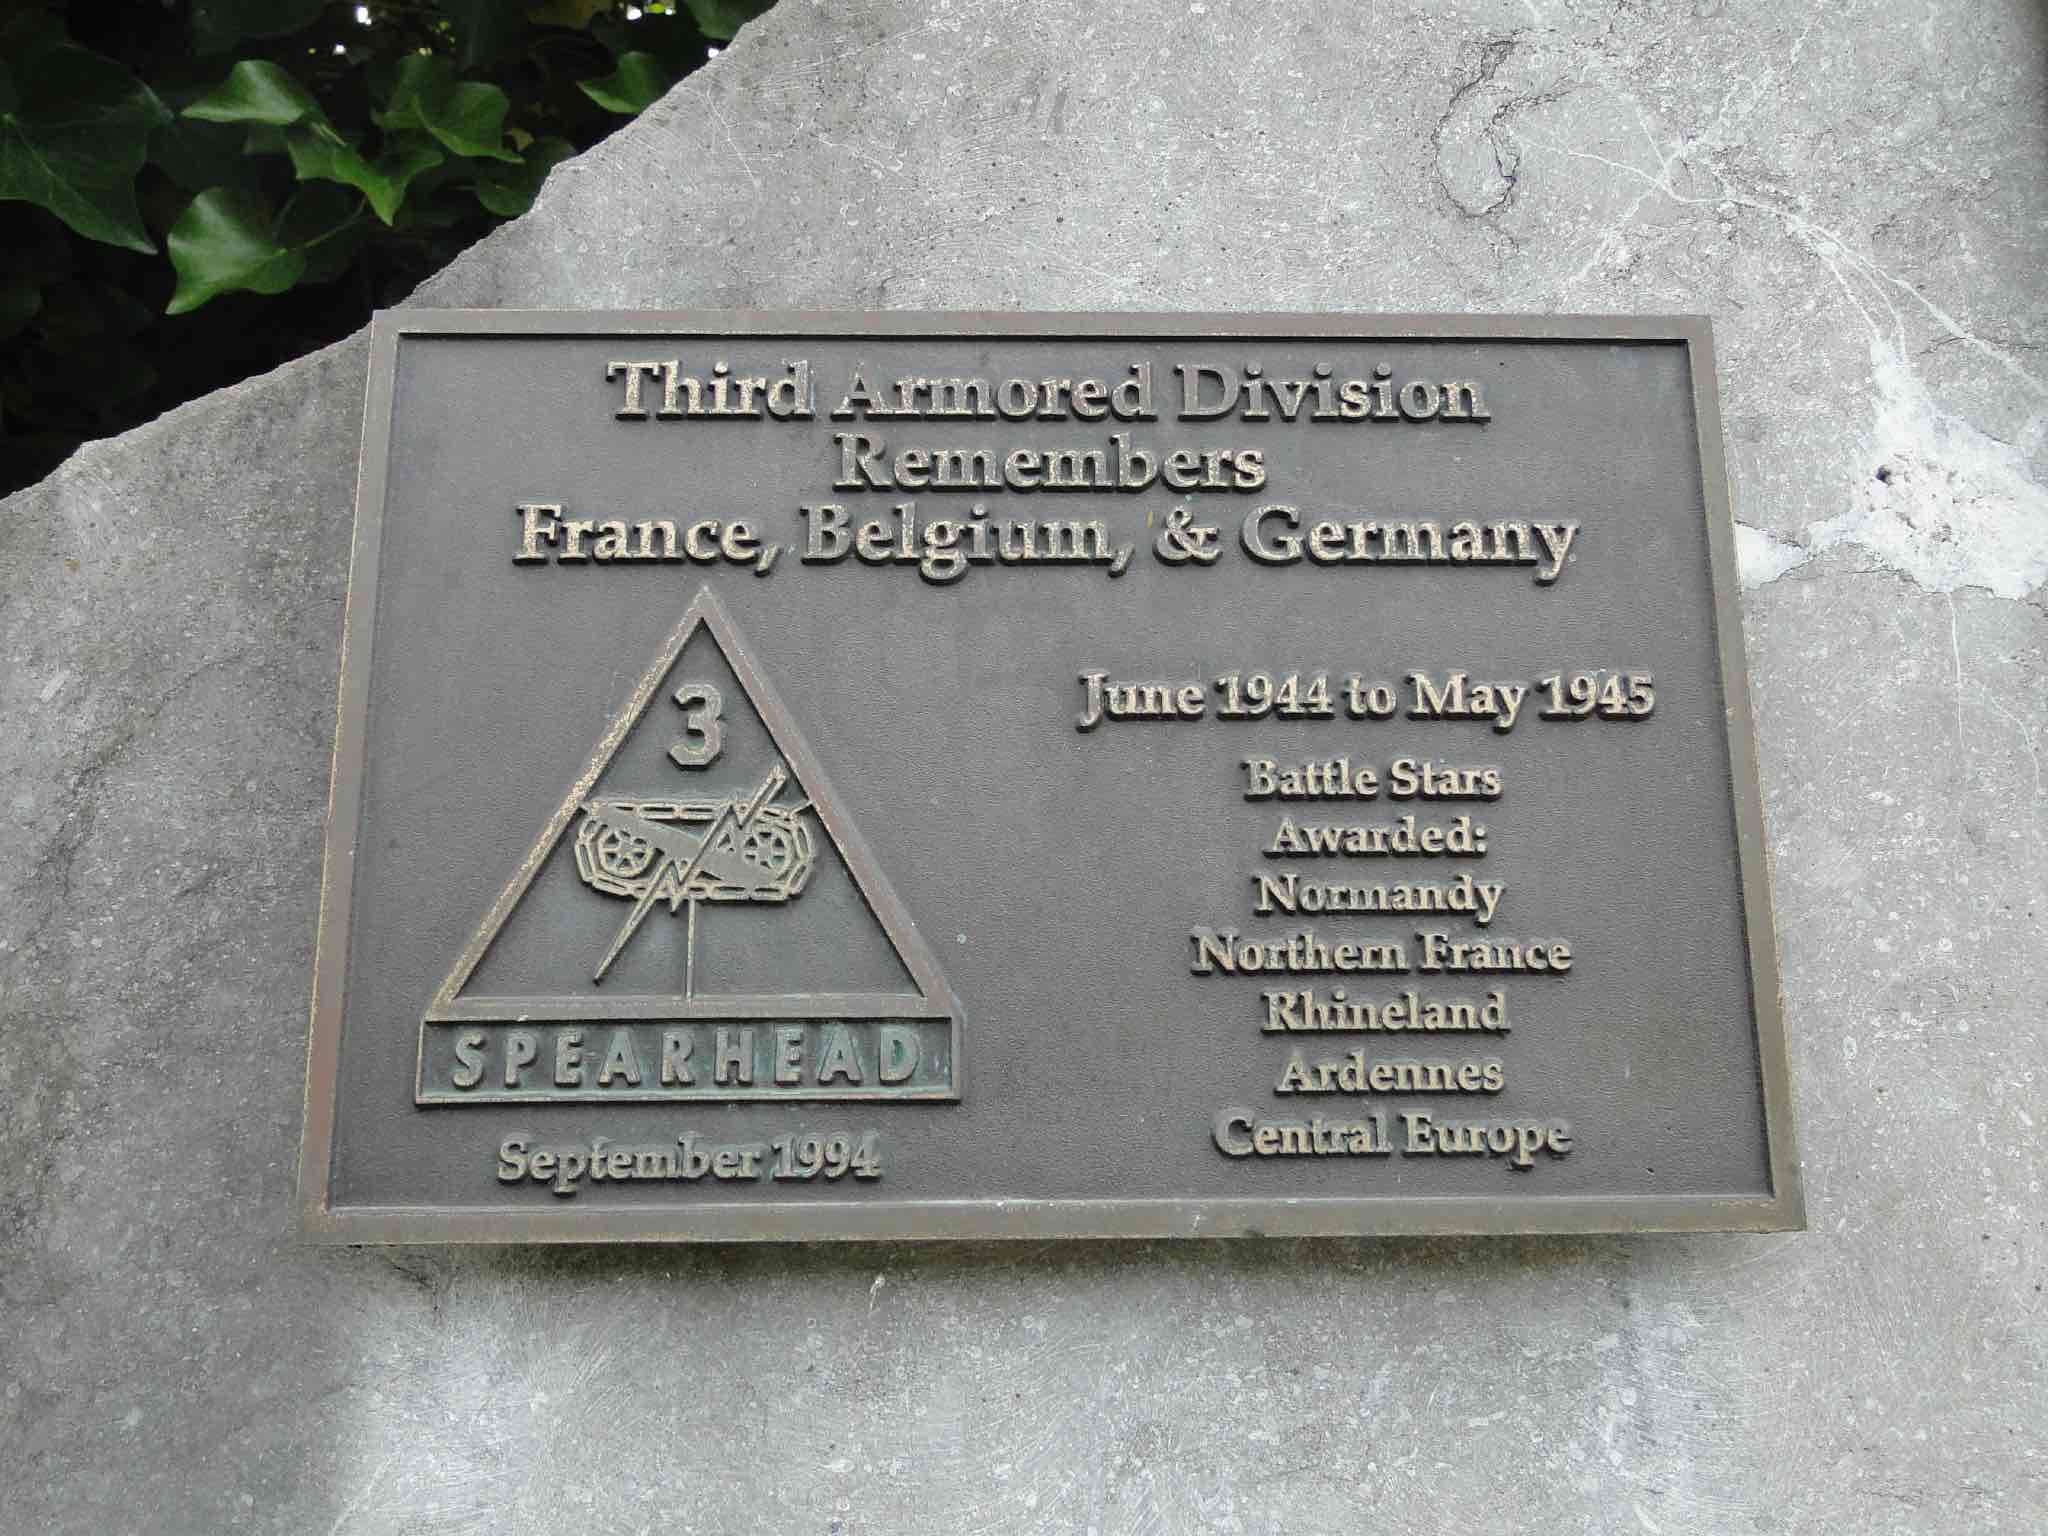 Third Armored Division
Remembers
France, Belgium, & Germany
3
SPEARHEAD
September 1994
June 1944 to May 1945
Battle Stars
Awarded:
Normandy
Northern France
Rhineland
Ardennes
Central Europe